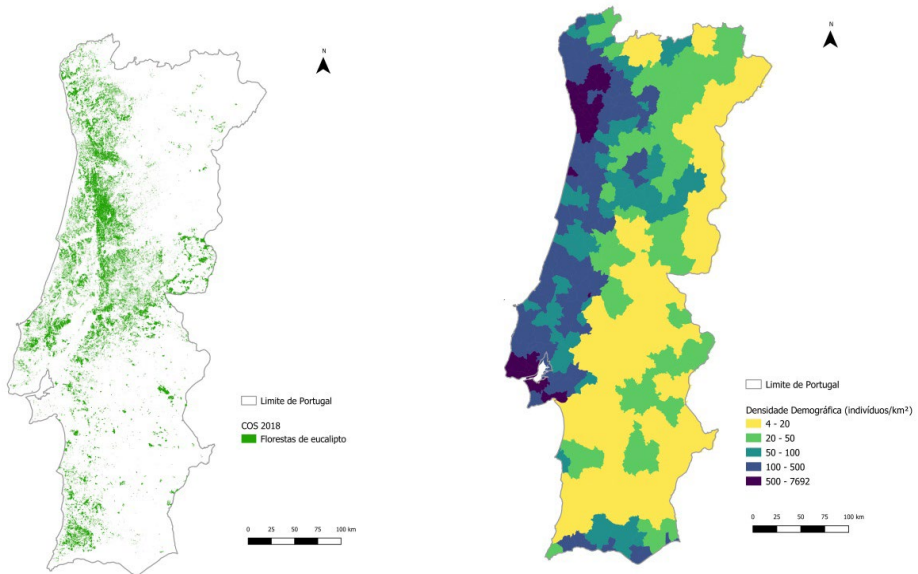 N
Limite de Portugal
COS 2018
Florestas de eucalipto
0 25 50 75 100 km
N
Limite de Portugal
Densidade Demográfica (indivíduos/km²)
4 - 20
20 - 50
50 - 100
100 - 500
500 - 7692
0 25 50 75 100 km